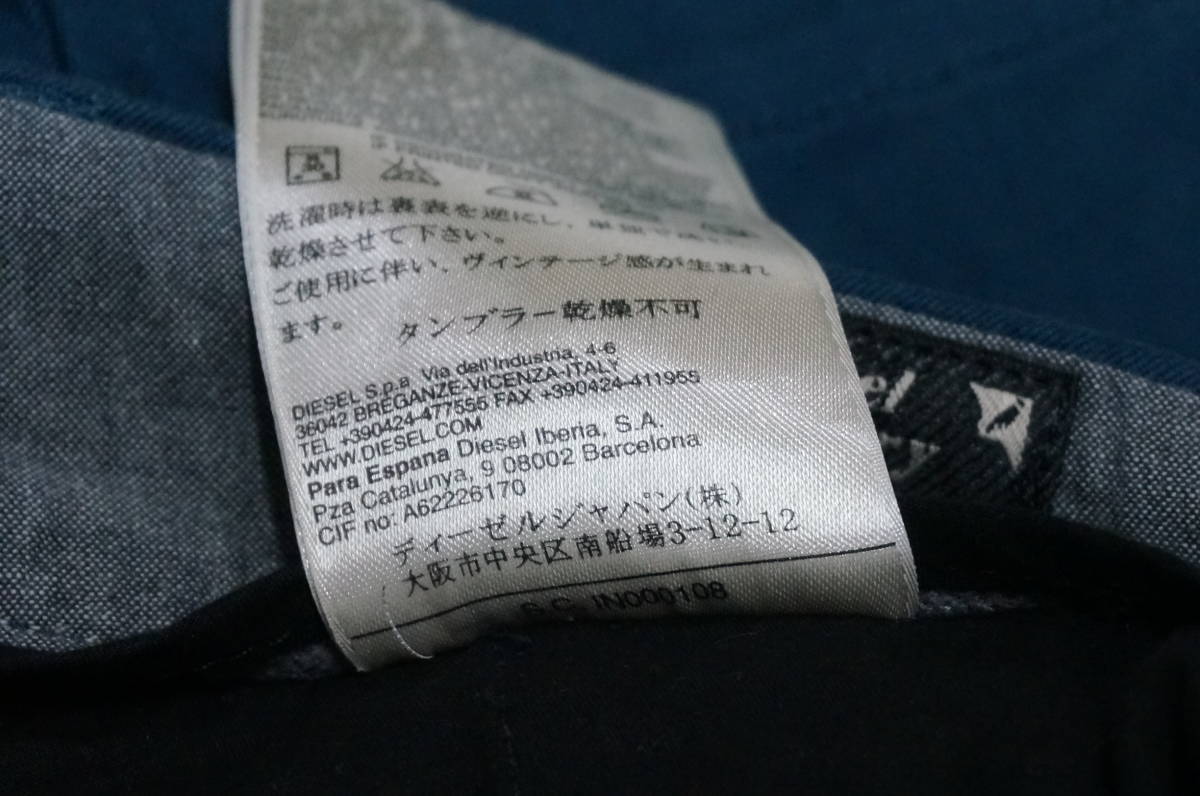 洗濯時は裏表を逆にし、単独で
乾燥させて下さい。
ご使用に伴い、ヴィンテージ感が生まれ
ます。
タンブラー乾燥不可
DIESEL S.p.a. Via dell'Industria, 4-6
36042 BREGANZE-VICENZA-ITALY
TEL +390424-477555 FAX +390424-411955
WWW.DIESEL.COM
Para Espana Diesel Iberia, S.A.
Pza Catalunya, 9 08002 Barcelona
CIF no: A62226170
ディーゼルジャパン(株)
大阪市中央区南船場3-12-12
S.C. IN000108